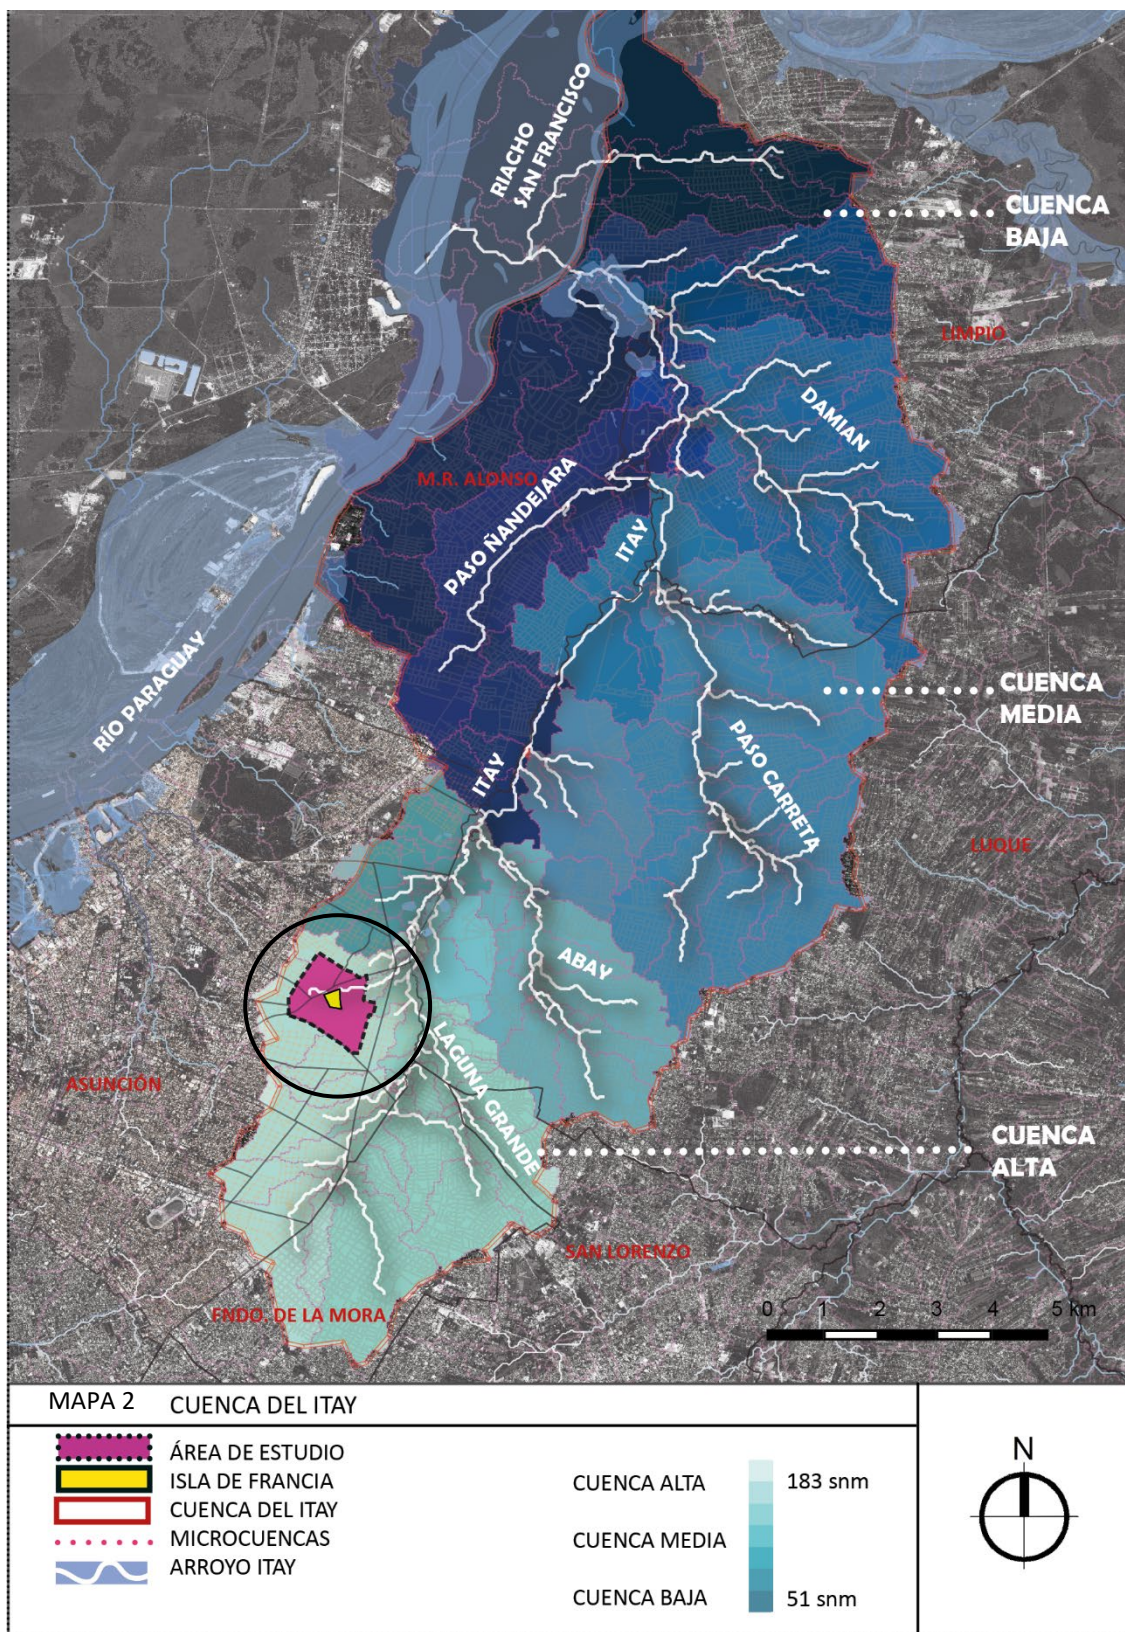 RIACHO
SAN FRANCISCO
CUENCA
BAJA
LIMPIO
DAMIAN
M.R. ALONSO
PASO ÑANDEJARA
ITAY
RÍO PARAGUAY
CUENCA
MEDIA
PASO CARRETA
ITAY
LUQUE
ABAY
LAGUNA GRANDE
ASUNCIÓN
CUENCA
ALTA
SAN LORENZO
FNDO. DE LA MORA
0 1 2 3 4 5 km
MAPA 2 CUENCA DEL ITAY
ÁREA DE ESTUDIO
ISLA DE FRANCIA
CUENCA DEL ITAY
MICROCUENCAS
ARROYO ITAY
CUENCA ALTA 183 snm
CUENCA MEDIA
CUENCA BAJA 51 snm
N